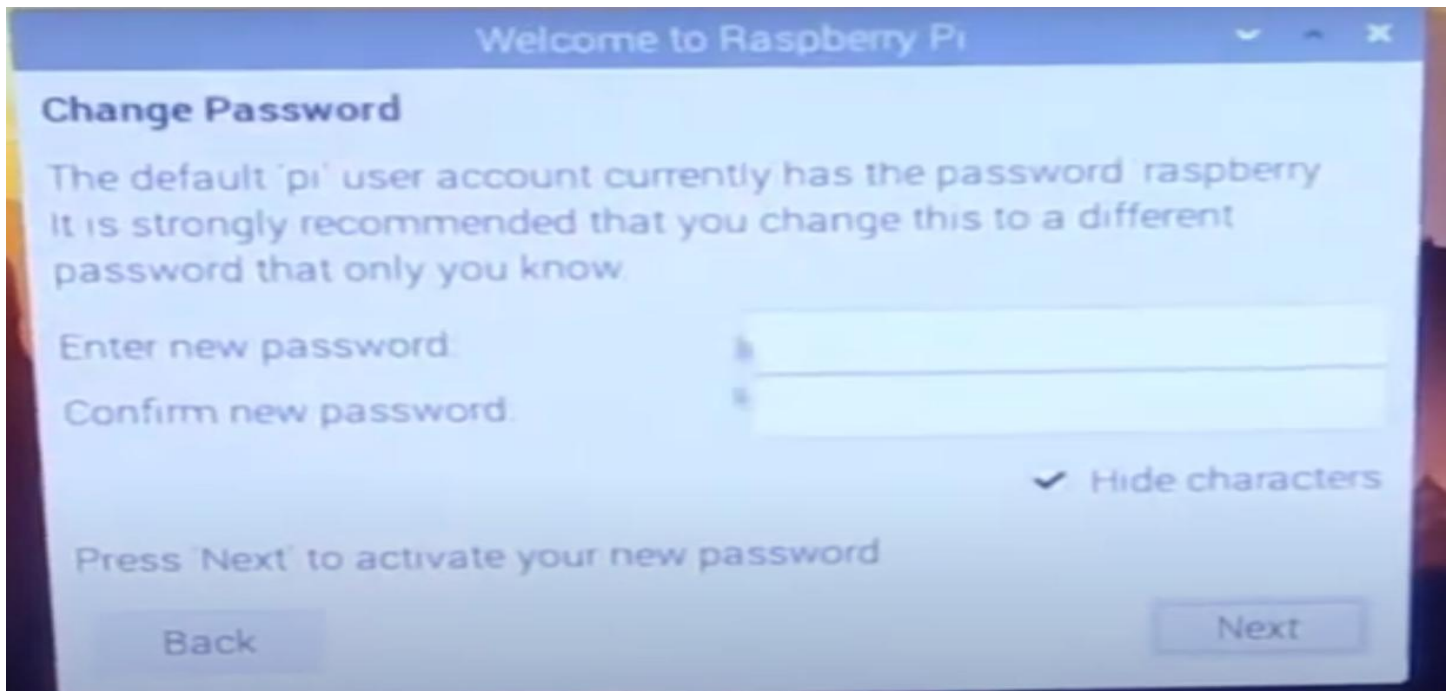 Welcome to Raspberry Pi
Change Password
The default 'pi' user account currently has the password 'raspberry
It is strongly recommended that you change this to a different
password that only you know.
Enter new password:
Confirm new password:
Hide characters
Press 'Next' to activate your new password
Back
Next